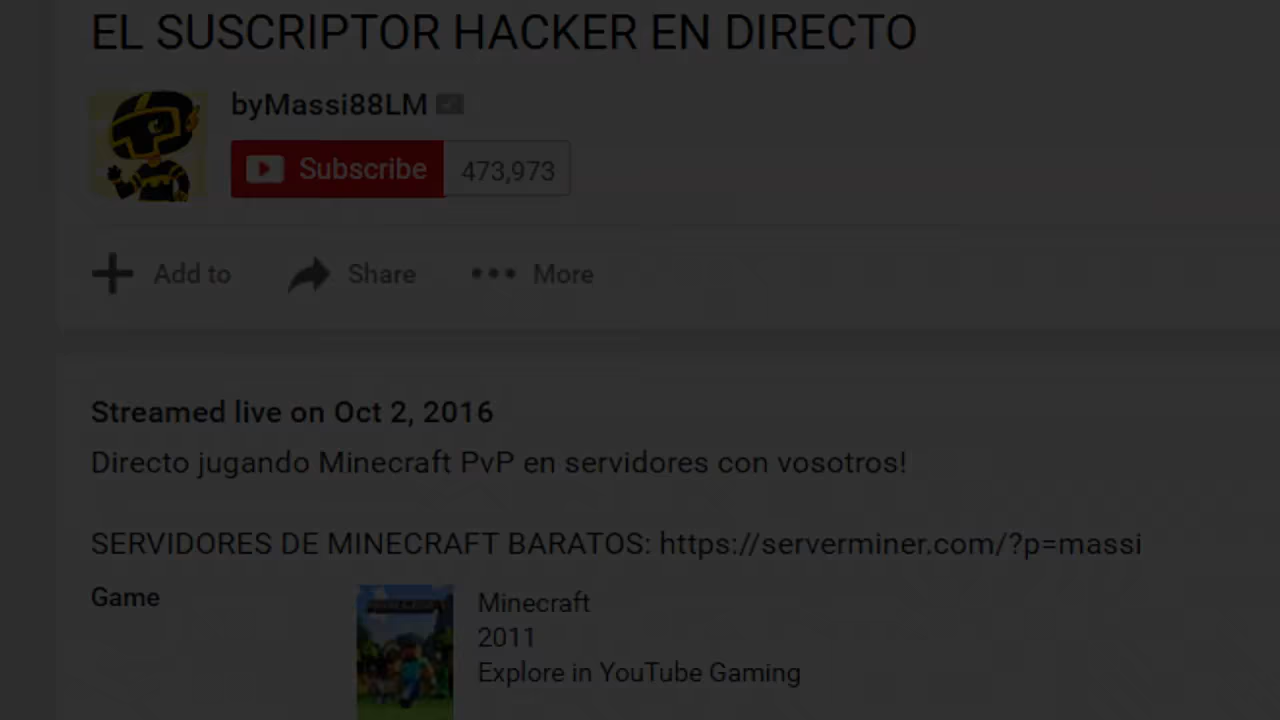 EL SUSCRIPTOR HACKER EN DIRECTO
byMassi88LM
Subscribe 473,973
Add to Share More
Streamed live on Oct 2, 2016
Directo jugando Minecraft PvP en servidores con vosotros!
SERVIDORES DE MINECRAFT BARATOS: https://serverminer.com/?p=massi
Game
Minecraft
2011
Explore in YouTube Gaming